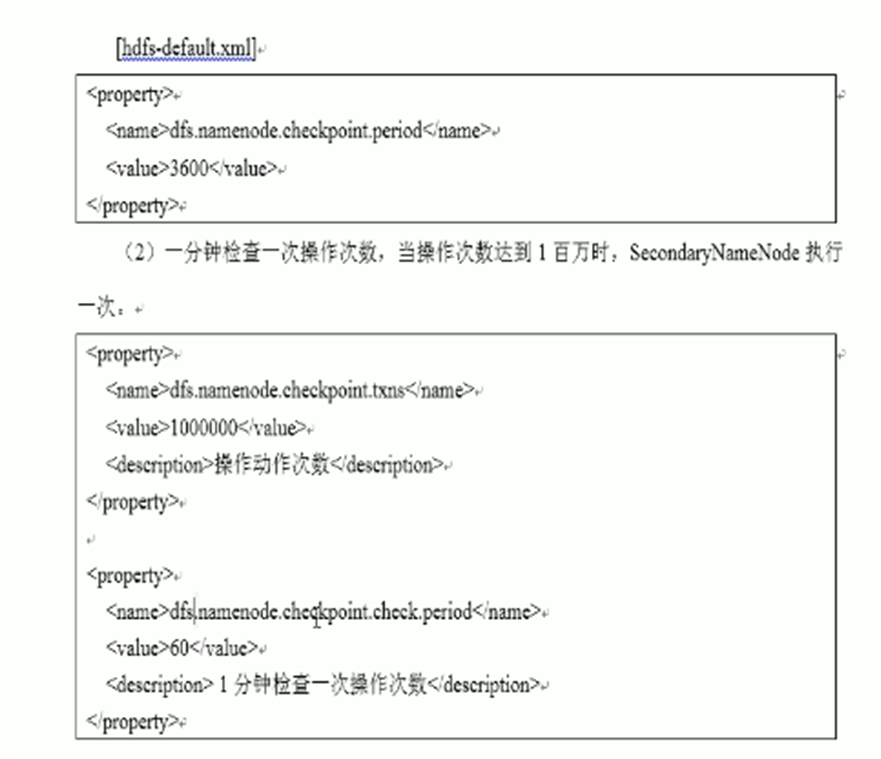 [hdfs-default.xml]
<property>
<name>dfs.namenode.checkpoint.period</name>
<value>3600</value>
</property>
（2）一分钟检查一次操作次数，当操作次数达到 1 百万时，SecondaryNameNode 执行
一次。
<property>
<name>dfs.namenode.checkpoint.txns</name>
<value>1000000</value>
<description>操作动作次数</description>
</property>
<property>
<name>dfs.namenode.checkpoint.check.period</name>
<value>60</value>
<description> 1 分钟检查一次操作次数</description>
</property>